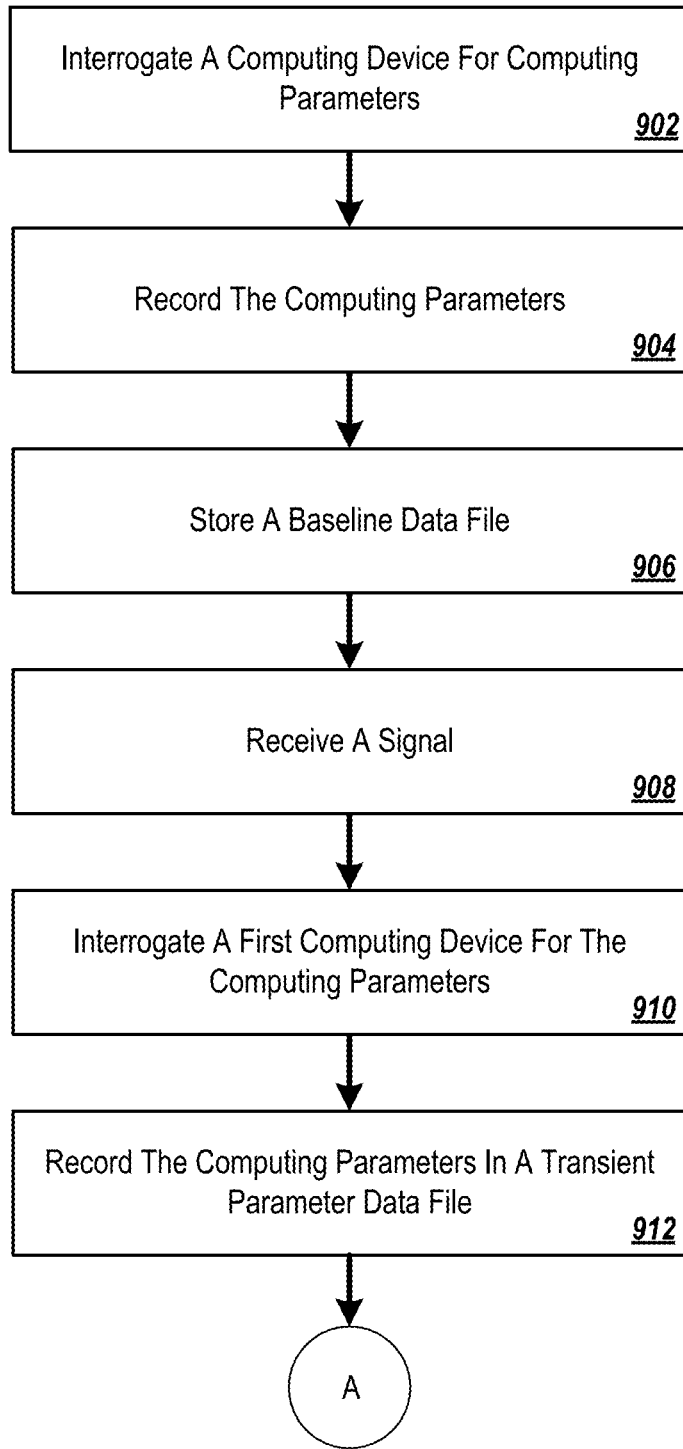 Interrogate A Computing Device For Computing
Parameters
902
Record The Computing Parameters
904
Store A Baseline Data File
906
Receive A Signal
908
Interrogate A First Computing Device For The
Computing Parameters
910
Record The Computing Parameters In A Transient
Parameter Data File
912
A